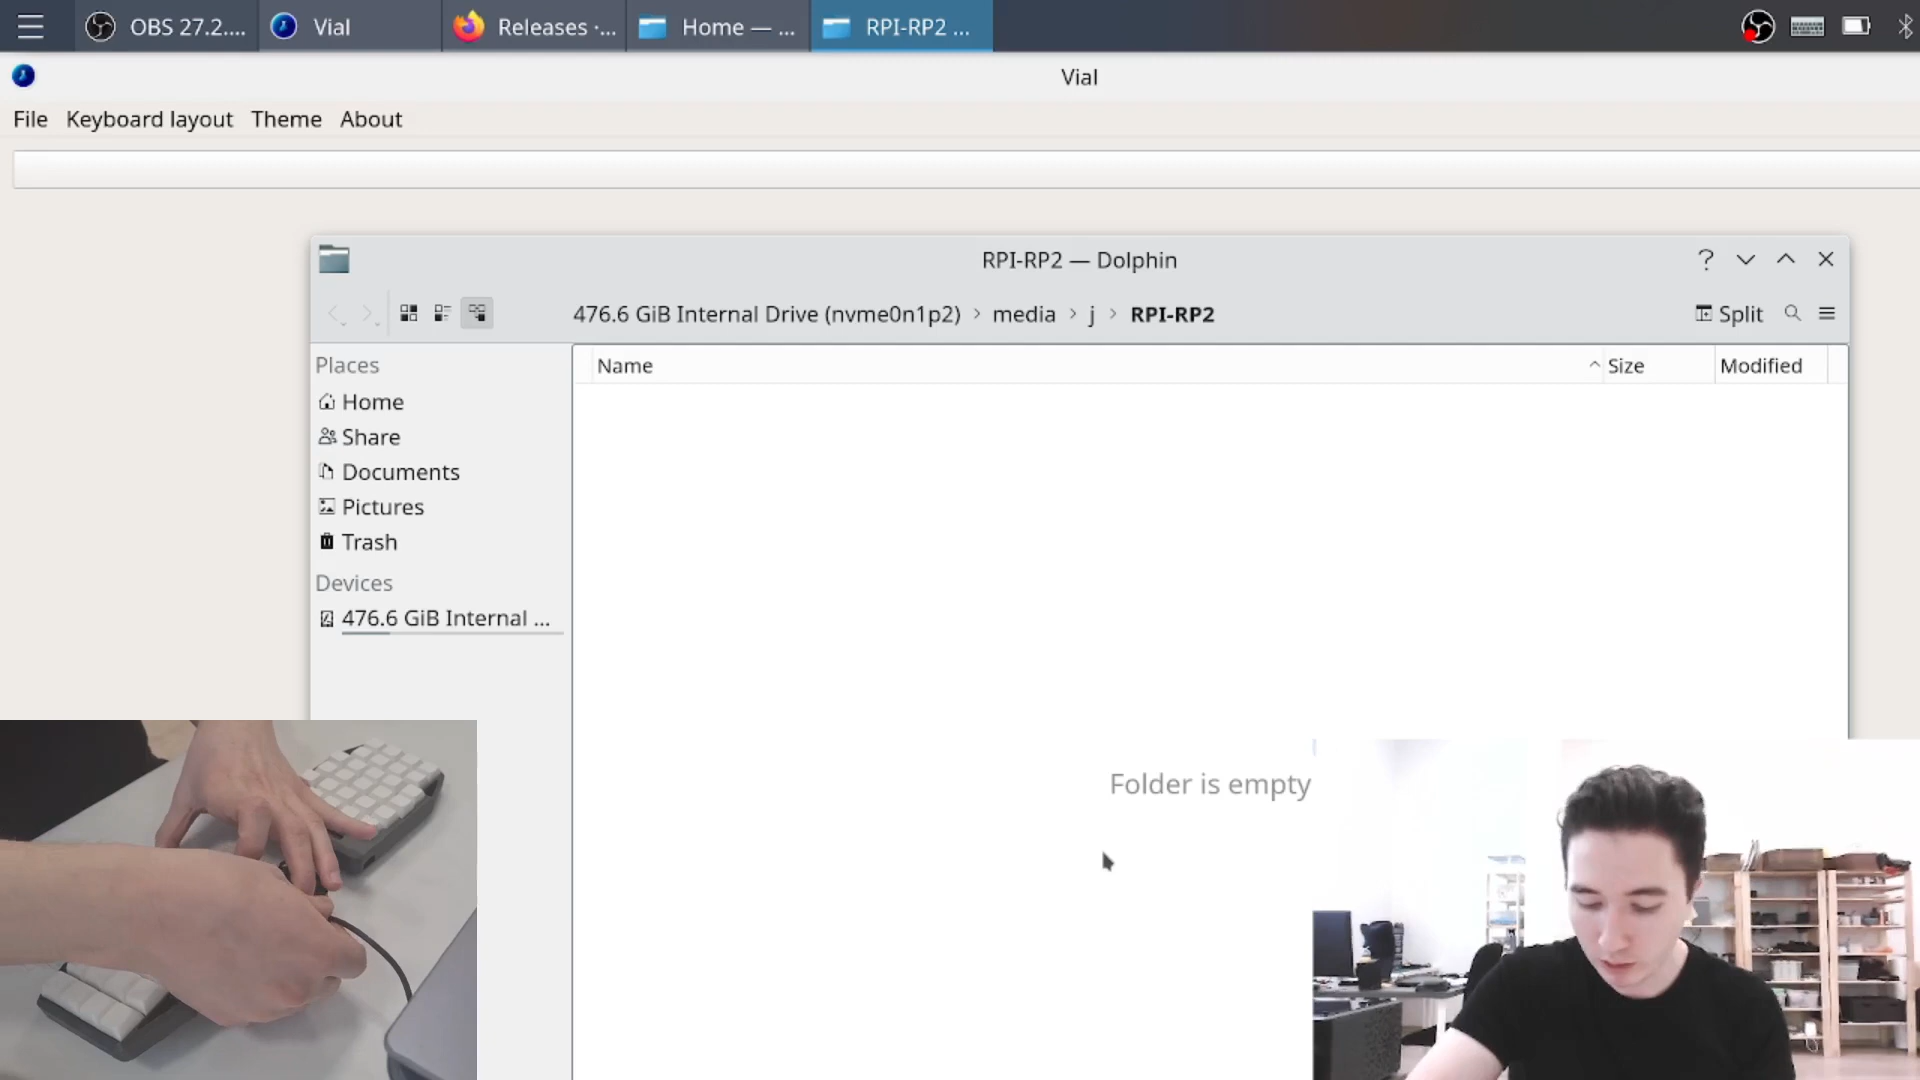 OBS 27.2....
Vial
Releases ·...
Home — ...
RPI-RP2 ...
Vial
File Keyboard layout Theme About
RPI-RP2 — Dolphin
476.6 GiB Internal Drive (nvme0n1p2) > media > j > RPI-RP2
Split
Places
Name Size Modified
Home
Share
Documents
Pictures
Trash
Devices
476.6 GiB Internal ...
Folder is empty